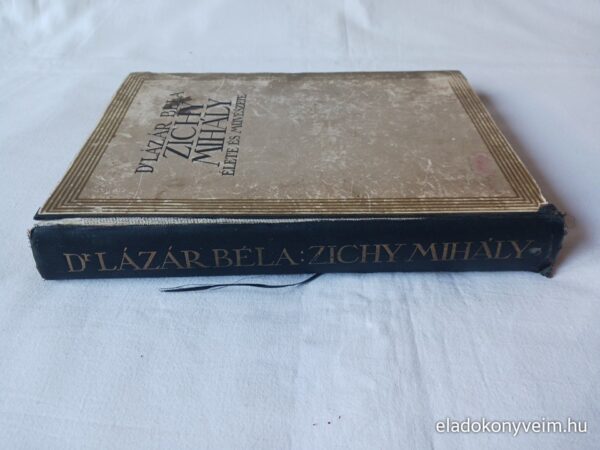 Dr LÁZÁR BÉLA
ZICHY
MIHÁLY
ÉLETE ÉS MŰVÉSZETE
Dr LÁZÁR BÉLA: ZICHY MIHÁLY
eladokonyveim.hu